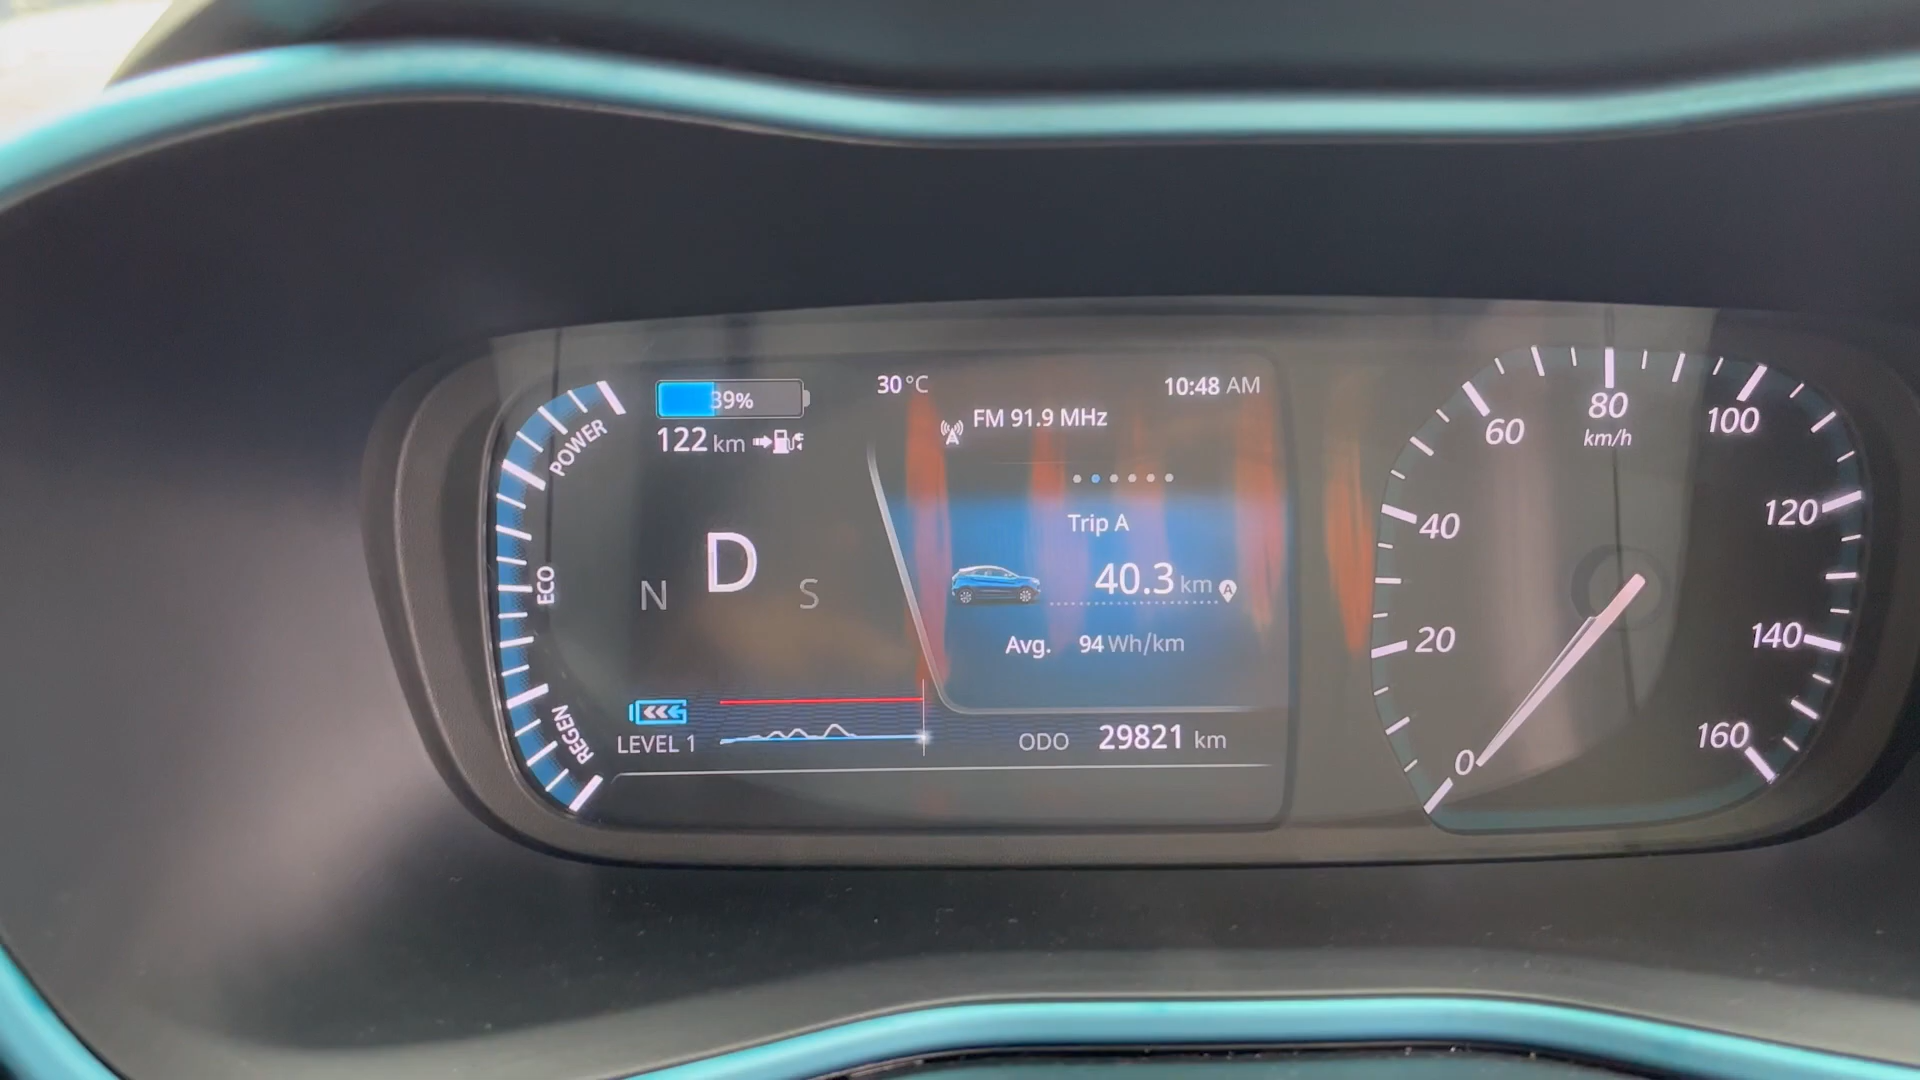 POWER
ECO
REGEN
39%
122 km
N D S
LEVEL 1
30°C
10:48 AM
FM 91.9 MHz
Trip A
40.3 km
A
Avg. 94 Wh/km
ODO 29821 km
0
20
40
60
80
km/h
100
120
140
160